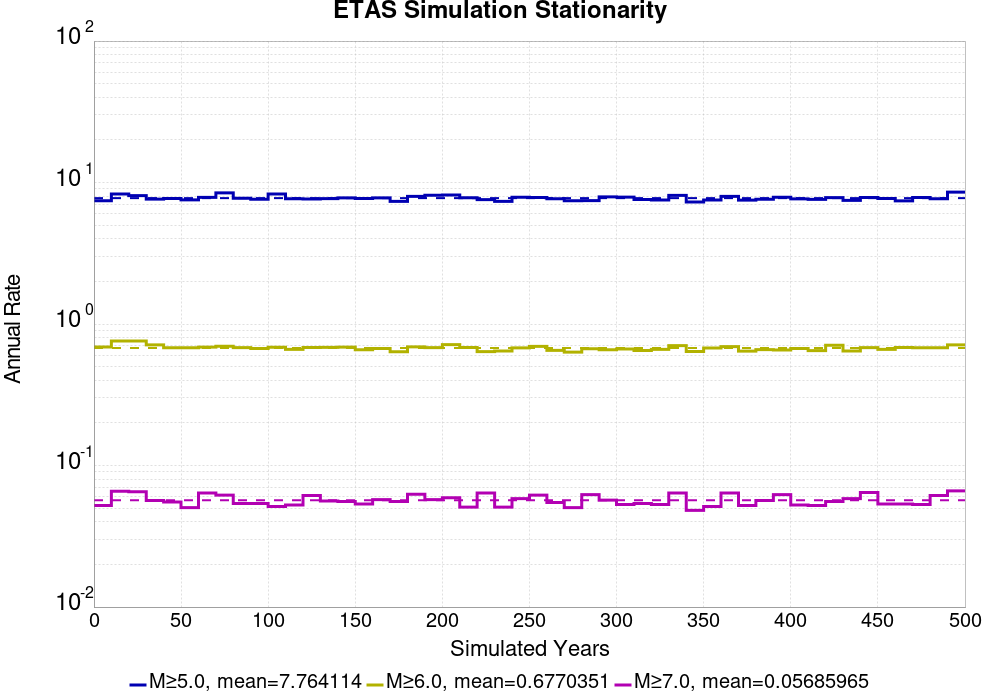 ETAS Simulation Stationarity
10^2
10^1
10^0
10^-1
10^-2
Annual Rate
0 50 100 150 200 250 300 350 400 450 500
Simulated Years
M≥5.0, mean=7.764114 M≥6.0, mean=0.6770351 M≥7.0, mean=0.05685965